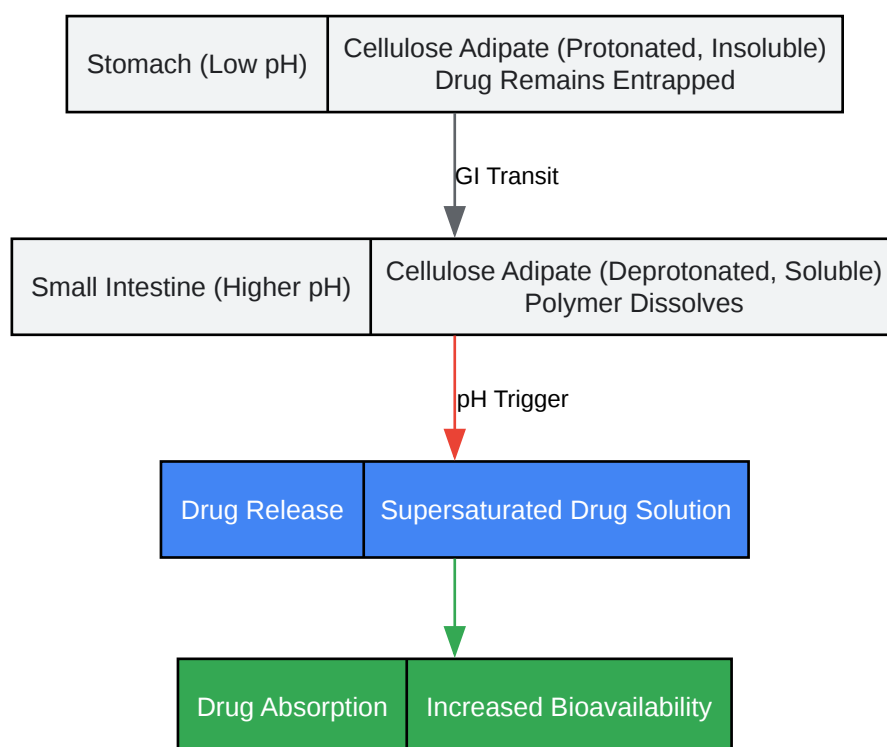 Stomach (Low pH)
Cellulose Adipate (Protonated, Insoluble)
Drug Remains Entrapped
GI Transit
Small Intestine (Higher pH)
Cellulose Adipate (Deprotonated, Soluble)
Polymer Dissolves
pH Trigger
Drug Release
Supersaturated Drug Solution
Drug Absorption
Increased Bioavailability